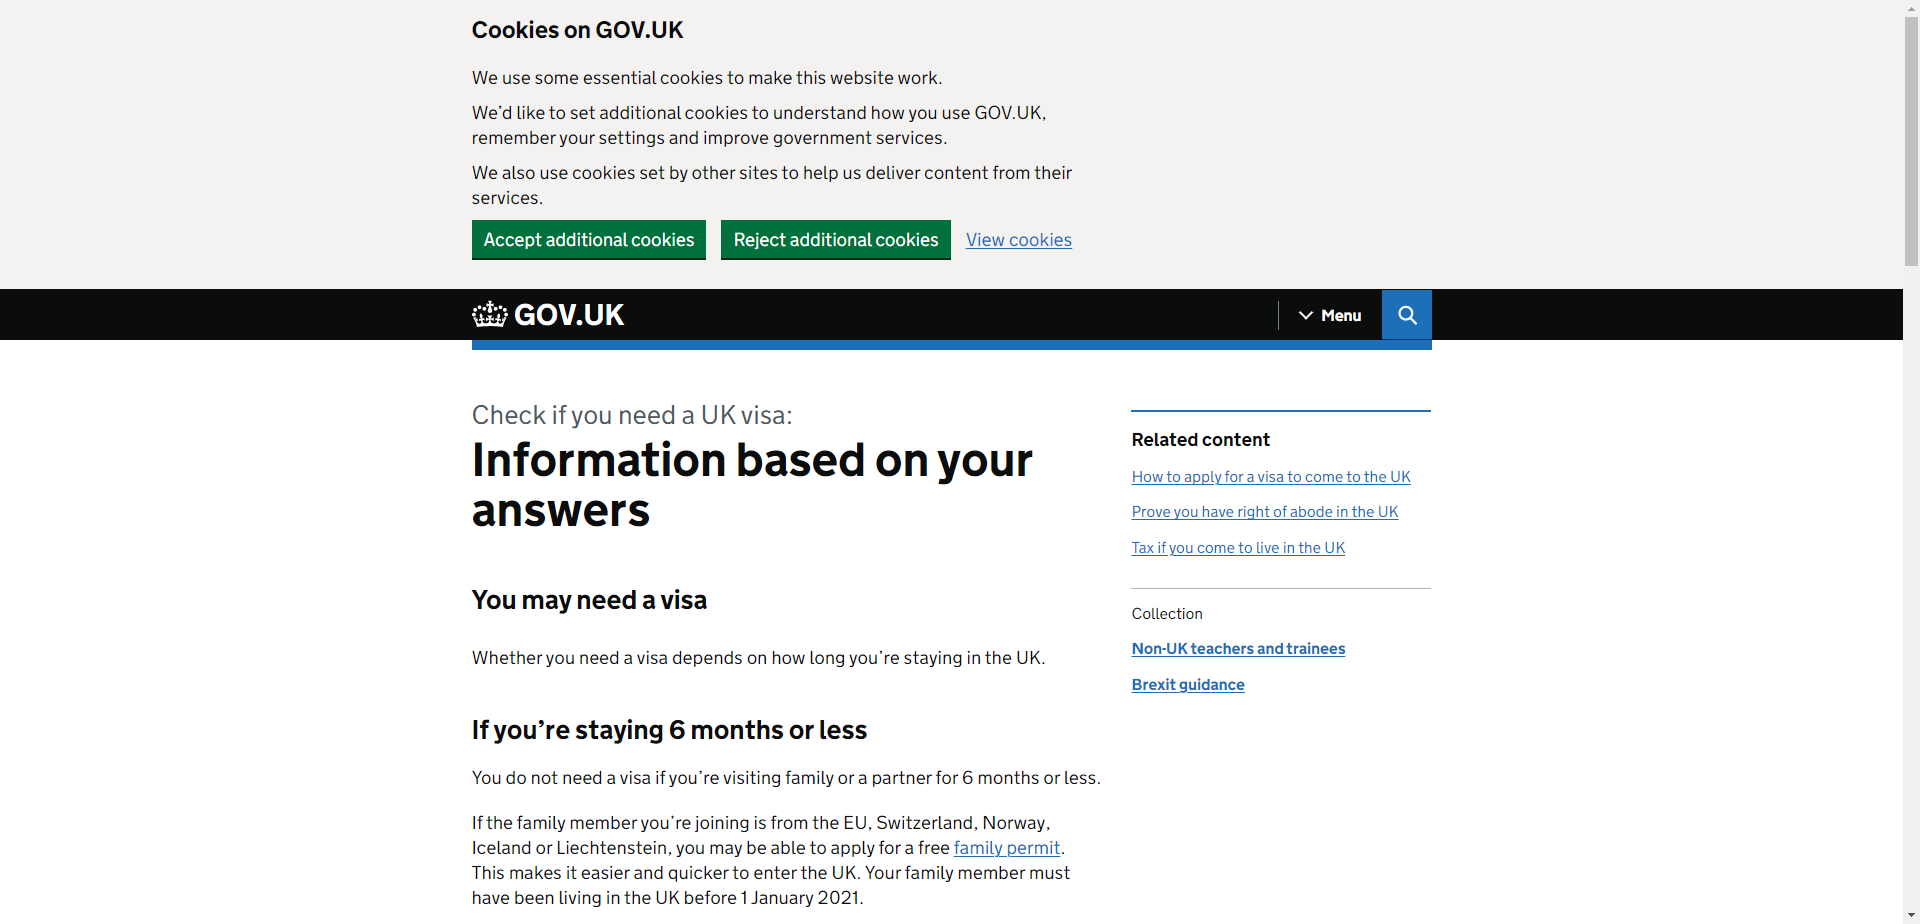 Cookies on GOV.UK
We use some essential cookies to make this website work.
We’d like to set additional cookies to understand how you use GOV.UK,
remember your settings and improve government services.
We also use cookies set by other sites to help us deliver content from their
services.
Accept additional cookies
Reject additional cookies
View cookies
GOV.UK
Menu
Check if you need a UK visa:
Information based on your
answers
You may need a visa
Whether you need a visa depends on how long you’re staying in the UK.
If you’re staying 6 months or less
You do not need a visa if you’re visiting family or a partner for 6 months or less.
If the family member you’re joining is from the EU, Switzerland, Norway,
Iceland or Liechtenstein, you may be able to apply for a free family permit.
This makes it easier and quicker to enter the UK. Your family member must
have been living in the UK before 1 January 2021.
Related content
How to apply for a visa to come to the UK
Prove you have right of abode in the UK
Tax if you come to live in the UK
Collection
Non-UK teachers and trainees
Brexit guidance